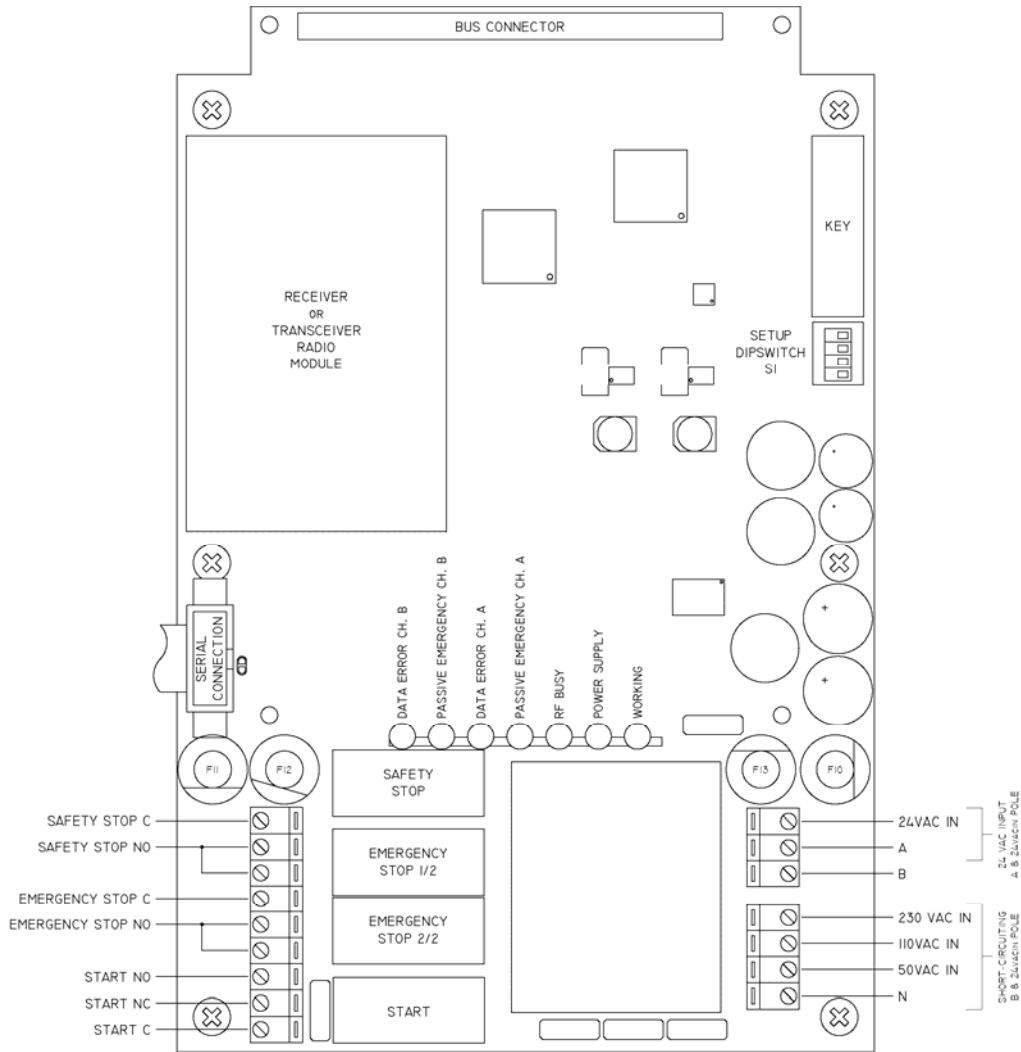 BUS CONNECTOR
KEY
RECEIVER
OR
TRANSCEIVER
RADIO
MODULE
SETUP
DIPSWITCH
S1
SERIAL
CONNECTION
DATA ERROR CH. B
PASSIVE EMERGENCY CH. B
DATA ERROR CH. A
PASSIVE EMERGENCY CH. A
RF BUSY
POWER SUPPLY
WORKING
F11
F12
F13
F10
SAFETY
STOP
EMERGENCY
STOP 1/2
EMERGENCY
STOP 2/2
START
SAFETY STOP C
SAFETY STOP NO
EMERGENCY STOP C
EMERGENCY STOP NO
START NO
START NC
START C
24VAC IN
A
B
24 VAC INPUT
A & 24VACIN POLE
230 VAC IN
110VAC IN
50VAC IN
N
SHORT-CIRCUITING
B & 24VACIN POLE